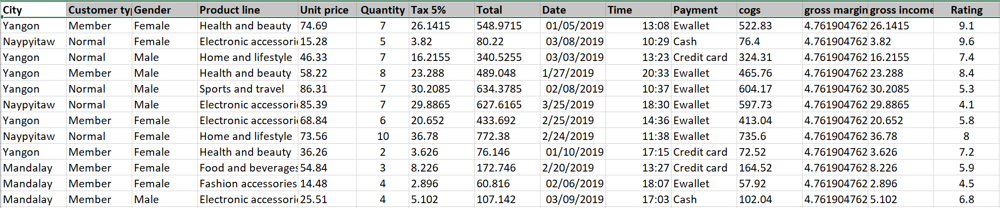 City Customer ty Gender Product line Unit price Quantity Tax 5% Total Date Time Payment cogs gross margin gross income Rating
Yangon Member Female Health and beauty 74.69 7 26.1415 548.9715 01/05/2019 13:08 Ewallet 522.83 4.761904762 26.1415 9.1
Naypyitaw Normal Female Electronic accessori 15.28 5 3.82 80.22 03/08/2019 10:29 Cash 76.4 4.761904762 3.82 9.6
Yangon Normal Male Home and lifestyle 46.33 7 16.2155 340.5255 03/03/2019 13:23 Credit card 324.31 4.761904762 16.2155 7.4
Yangon Member Male Health and beauty 58.22 8 23.288 489.048 1/27/2019 20:33 Ewallet 465.76 4.761904762 23.288 8.4
Yangon Normal Male Sports and travel 86.31 7 30.2085 634.3785 02/08/2019 10:37 Ewallet 604.17 4.761904762 30.2085 5.3
Naypyitaw Normal Male Electronic accessori 85.39 7 29.8865 627.6165 3/25/2019 18:30 Ewallet 597.73 4.761904762 29.8865 4.1
Yangon Member Female Electronic accessori 68.84 6 20.652 433.692 2/25/2019 14:36 Ewallet 413.04 4.761904762 20.652 5.8
Naypyitaw Normal Female Home and lifestyle 73.56 10 36.78 772.38 2/24/2019 11:38 Ewallet 735.6 4.761904762 36.78 8
Yangon Member Female Health and beauty 36.26 2 3.626 76.146 01/10/2019 17:15 Credit card 72.52 4.761904762 3.626 7.2
Mandalay Member Female Food and beverages 54.84 3 8.226 172.746 2/20/2019 13:27 Credit card 164.52 4.761904762 8.226 5.9
Mandalay Member Female Fashion accessories 14.48 4 2.896 60.816 02/06/2019 18:07 Ewallet 57.92 4.761904762 2.896 4.5
Mandalay Member Male Electronic accessori 25.51 4 5.102 107.142 03/09/2019 17:03 Cash 102.04 4.761904762 5.102 6.8